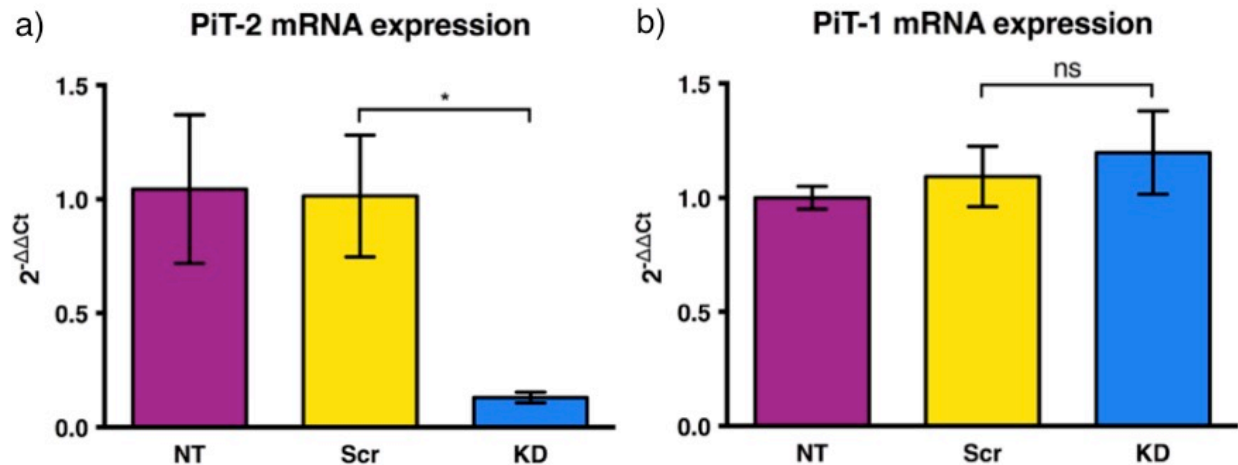 a)
PiT-2 mRNA expression
2^-ΔΔCt
1.5
1.0
0.5
0.0
*
NT Scr KD
b)
PiT-1 mRNA expression
2^-ΔΔCt
1.5
1.0
0.5
0.0
ns
NT Scr KD